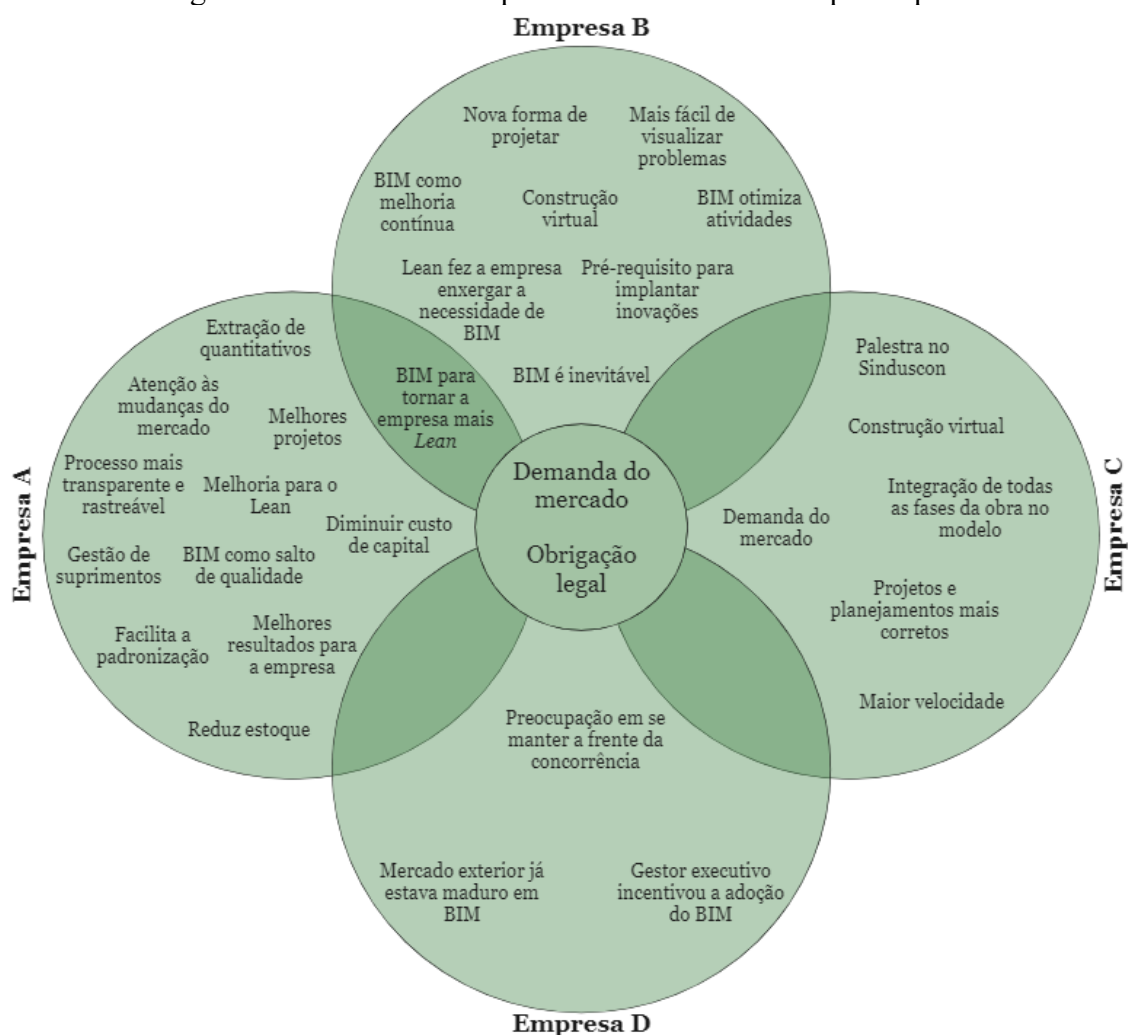 Empresa B
Nova forma de
projetar
Mais fácil de
visualizar
problemas
BIM como
melhoria
contínua
Construção
virtual
BIM otimiza
atividades
Lean fez a empresa
enxergar a
necessidade de
BIM
Pré-requisito para
implantar
inovações
BIM para
tornar a
empresa mais
Lean
BIM é inevitável
Empresa A
Extração de
quantitativos
Atenção às
mudanças do
mercado
Melhores
projetos
Processo mais
transparente e
rastreável
Melhoria para o
Lean
Diminuir custo
de capital
Gestão de
suprimentos
BIM como salto
de qualidade
Facilita a
padronização
Melhores
resultados para
a empresa
Reduz estoque
Demanda do
mercado
Obrigação
legal
Empresa C
Palestra no
Sinduscon
Construção virtual
Integração de todas
as fases da obra no
modelo
Demanda do
mercado
Projetos e
planejamentos mais
corretos
Maior velocidade
Preocupação em se
manter a frente da
concorrência
Mercado exterior já
estava maduro em
BIM
Gestor executivo
incentivou a adoção
do BIM
Empresa D